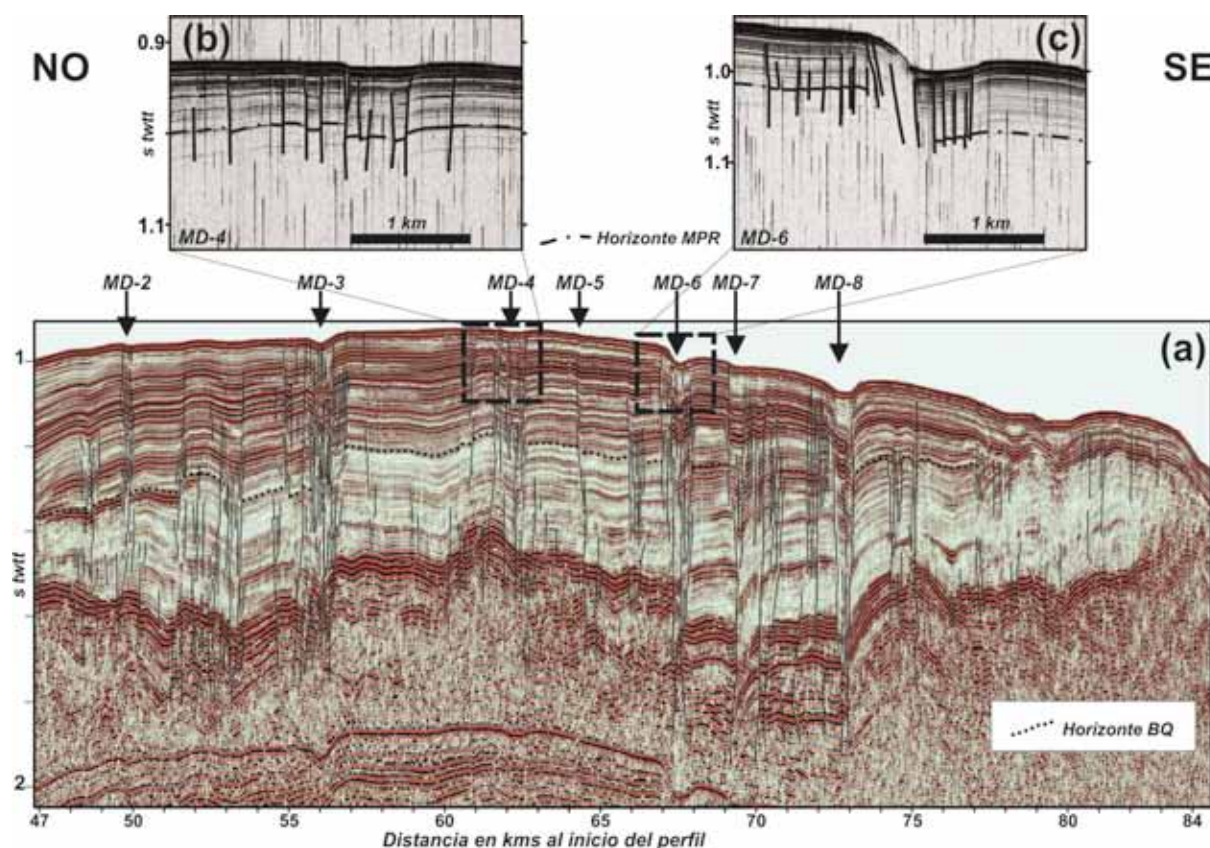 NO
(b)
0.9
s twtt
1.1
MD-4
1 km
(c)
SE
1.0
s twtt
1.1
MD-6
1 km
Horizonte MPR
MD-2
MD-3
MD-4
MD-5
MD-6
MD-7
MD-8
(a)
1
s twtt
2
Horizonte BQ
47 50 55 60 65 70 75 80 84
Distancia en kms al inicio del perfil